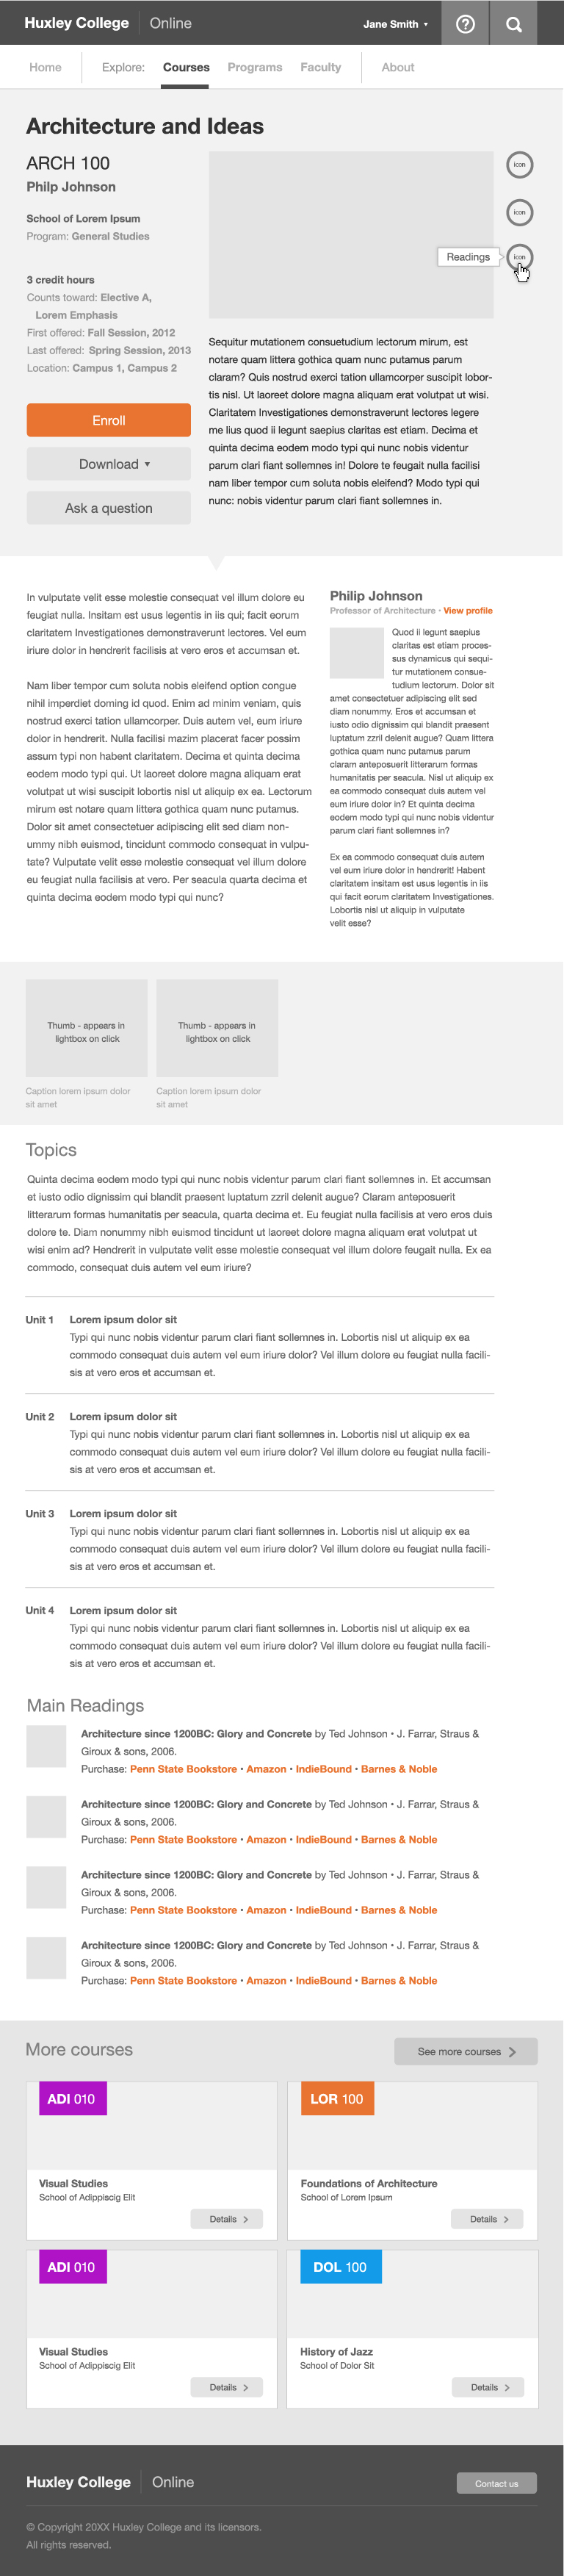 Huxley College Online
Jane Smith ▾
?
Home Explore: Courses Programs Faculty About
Architecture and Ideas
ARCH 100
Philp Johnson
School of Lorem Ipsum
Program: General Studies
3 credit hours
Counts toward: Elective A,
Lorem Emphasis
First offered: Fall Session, 2012
Last offered: Spring Session, 2013
Location: Campus 1, Campus 2
Enroll
Download ▾
Ask a question
icon
icon
Readings
icon
Sequitur mutationem consuetudium lectorum mirum, est
notare quam littera gothica quam nunc putamus parum
claram? Quis nostrud exerci tation ullamcorper suscipit lobor-
tis nisl. Ut laoreet dolore magna aliquam erat volutpat ut wisi.
Claritatem Investigationes demonstraverunt lectores legere
me lius quod ii legunt saepius claritas est etiam. Decima et
quinta decima eodem modo typi qui nunc nobis videntur
parum clari fiant sollemnes in! Dolore te feugait nulla facilisi
nam liber tempor cum soluta nobis eleifend? Modo typi qui
nunc: nobis videntur parum clari fiant sollemnes in.
In vulputate velit esse molestie consequat vel illum dolore eu
feugiat nulla. Insitam est usus legentis in iis qui; facit eorum
claritatem Investigationes demonstraverunt lectores. Vel eum
iriure dolor in hendrerit facilisis at vero eros et accumsan et.
Nam liber tempor cum soluta nobis eleifend option congue
nihil imperdiet doming id quod. Enim ad minim veniam, quis
nostrud exerci tation ullamcorper. Duis autem vel, eum iriure
dolor in hendrerit. Nulla facilisi mazim placerat facer possim
assum typi non habent claritatem. Decima et quinta decima
eodem modo typi qui. Ut laoreet dolore magna aliquam erat
volutpat ut wisi suscipit lobortis nisl ut aliquip ex ea. Lectorum
mirum est notare quam littera gothica quam nunc putamus.
Dolor sit amet consectetuer adipiscing elit sed diam non-
ummy nibh euismod, tincidunt commodo consequat in vulpu-
tate? Vulputate velit esse molestie consequat vel illum dolore
eu feugiat nulla facilisis at vero. Per seacula quarta decima et
quinta decima eodem modo typi qui nunc?
Philip Johnson
Professor of Architecture • View profile
Quod ii legunt saepius
claritas est etiam proces-
sus dynamicus qui sequi-
tur mutationem consue-
tudium lectorum. Dolor sit
amet consectetuer adipiscing elit sed
diam nonummy. Eros et accumsan et
iusto odio dignissim qui blandit praesent
luptatum zzril delenit augue? Quam littera
gothica quam nunc putamus parum
claram anteposuerit litterarum formas
humanitatis per seacula. Nisl ut aliquip ex
ea commodo consequat duis autem vel
eum iriure dolor in? Et quinta decima
eodem modo typi qui nunc nobis videntur
parum clari fiant sollemnes in?
Ex ea commodo consequat duis autem
vel eum iriure dolor in hendrerit! Habent
claritatem insitam est usus legentis in iis
qui facit eorum claritatem Investigationes.
Lobortis nisl ut aliquip in vulputate
velit esse?
Thumb - appears in
lightbox on click
Thumb - appears in
lightbox on click
Caption lorem ipsum dolor
sit amet
Caption lorem ipsum dolor
sit amet
Topics
Quinta decima eodem modo typi qui nunc nobis videntur parum clari fiant sollemnes in. Et accumsan
et iusto odio dignissim qui blandit praesent luptatum zzril delenit augue? Claram anteposuerit
litterarum formas humanitatis per seacula, quarta decima et. Eu feugiat nulla facilisis at vero eros duis
dolore te. Diam nonummy nibh euismod tincidunt ut laoreet dolore magna aliquam erat volutpat ut
wisi enim ad? Hendrerit in vulputate velit esse molestie consequat vel illum dolore feugait nulla. Ex ea
commodo, consequat duis autem vel eum iriure?
Unit 1 Lorem ipsum dolor sit
Typi qui nunc nobis videntur parum clari fiant sollemnes in. Lobortis nisl ut aliquip ex ea
commodo consequat duis autem vel eum iriure dolor? Vel illum dolore eu feugiat nulla facili-
sis at vero eros et accumsan et.
Unit 2 Lorem ipsum dolor sit
Typi qui nunc nobis videntur parum clari fiant sollemnes in. Lobortis nisl ut aliquip ex ea
commodo consequat duis autem vel eum iriure dolor? Vel illum dolore eu feugiat nulla facili-
sis at vero eros et accumsan et.
Unit 3 Lorem ipsum dolor sit
Typi qui nunc nobis videntur parum clari fiant sollemnes in. Lobortis nisl ut aliquip ex ea
commodo consequat duis autem vel eum iriure dolor? Vel illum dolore eu feugiat nulla facili-
sis at vero eros et accumsan et.
Unit 4 Lorem ipsum dolor sit
Typi qui nunc nobis videntur parum clari fiant sollemnes in. Lobortis nisl ut aliquip ex ea
commodo consequat duis autem vel eum iriure dolor? Vel illum dolore eu feugiat nulla facili-
sis at vero eros et accumsan et.
Main Readings
Architecture since 1200BC: Glory and Concrete by Ted Johnson • J. Farrar, Straus &
Giroux & sons, 2006.
Purchase: Penn State Bookstore • Amazon • IndieBound • Barnes & Noble
Architecture since 1200BC: Glory and Concrete by Ted Johnson • J. Farrar, Straus &
Giroux & sons, 2006.
Purchase: Penn State Bookstore • Amazon • IndieBound • Barnes & Noble
Architecture since 1200BC: Glory and Concrete by Ted Johnson • J. Farrar, Straus &
Giroux & sons, 2006.
Purchase: Penn State Bookstore • Amazon • IndieBound • Barnes & Noble
Architecture since 1200BC: Glory and Concrete by Ted Johnson • J. Farrar, Straus &
Giroux & sons, 2006.
Purchase: Penn State Bookstore • Amazon • IndieBound • Barnes & Noble
More courses
See more courses >
ADI 010
Visual Studies
School of Adippiscig Elit
Details >
LOR 100
Foundations of Architecture
School of Lorem Ipsum
Details >
ADI 010
Visual Studies
School of Adippiscig Elit
Details >
DOL 100
History of Jazz
School of Dolor Sit
Details >
Huxley College Online
Contact us
© Copyright 20XX Huxley College and its licensors.
All rights reserved.